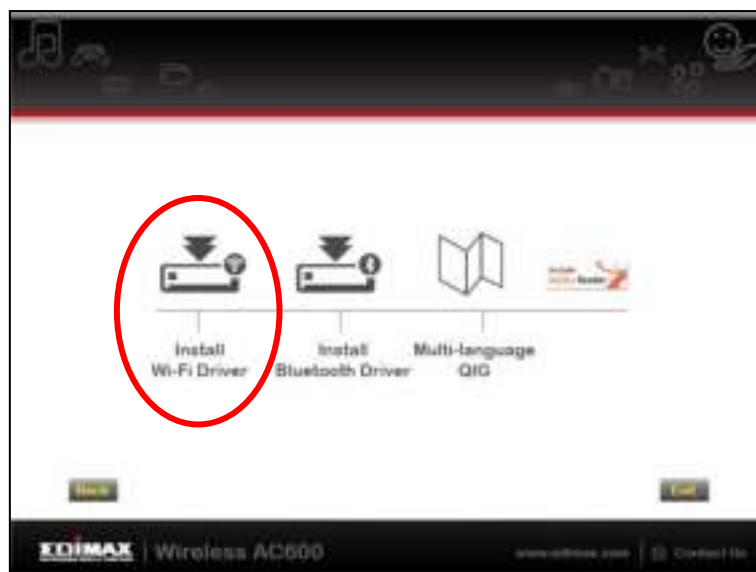 Install
Wi-Fi Driver
Install
Bluetooth Driver
Multi-language
QIG
Reader
Back
Exit
EDIMAX Wireless AC600
www.edimax.com Contact Us